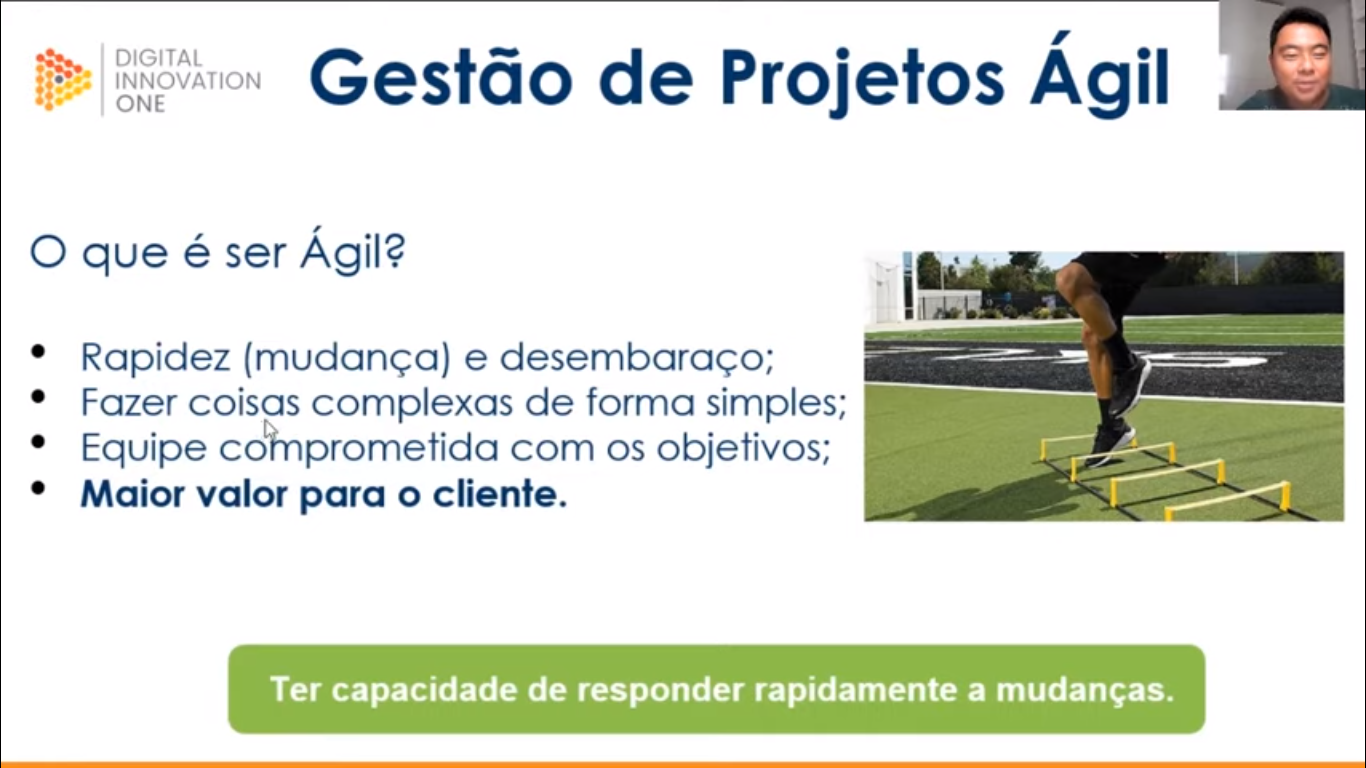 DIGITAL
INNOVATION
ONE
Gestão de Projetos Ágil
O que é ser Ágil?
• Rapidez (mudança) e desembaraço;
• Fazer coisas complexas de forma simples;
• Equipe comprometida com os objetivos;
• Maior valor para o cliente.
Ter capacidade de responder rapidamente a mudanças.